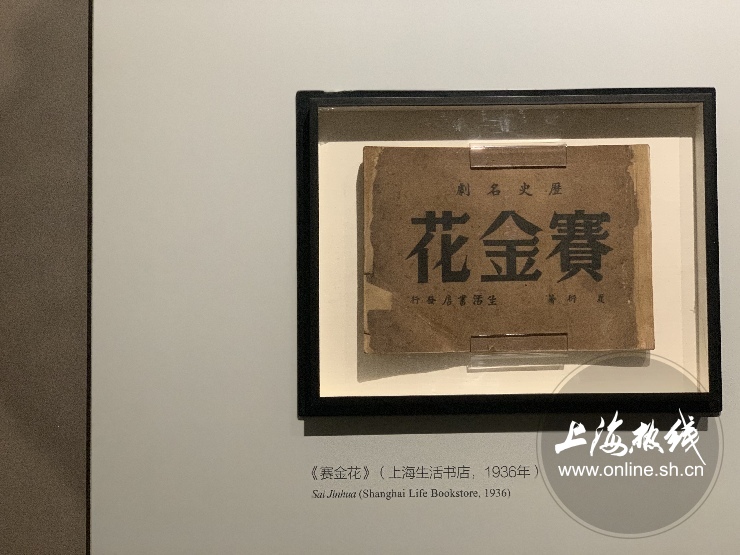 歷史名劇
賽金花
夏衍著 生活書店發行
《赛金花》（上海生活书店，1936年）
Sai Jinhua (Shanghai Life Bookstore, 1936)
上海热线
www.online.sh.cn